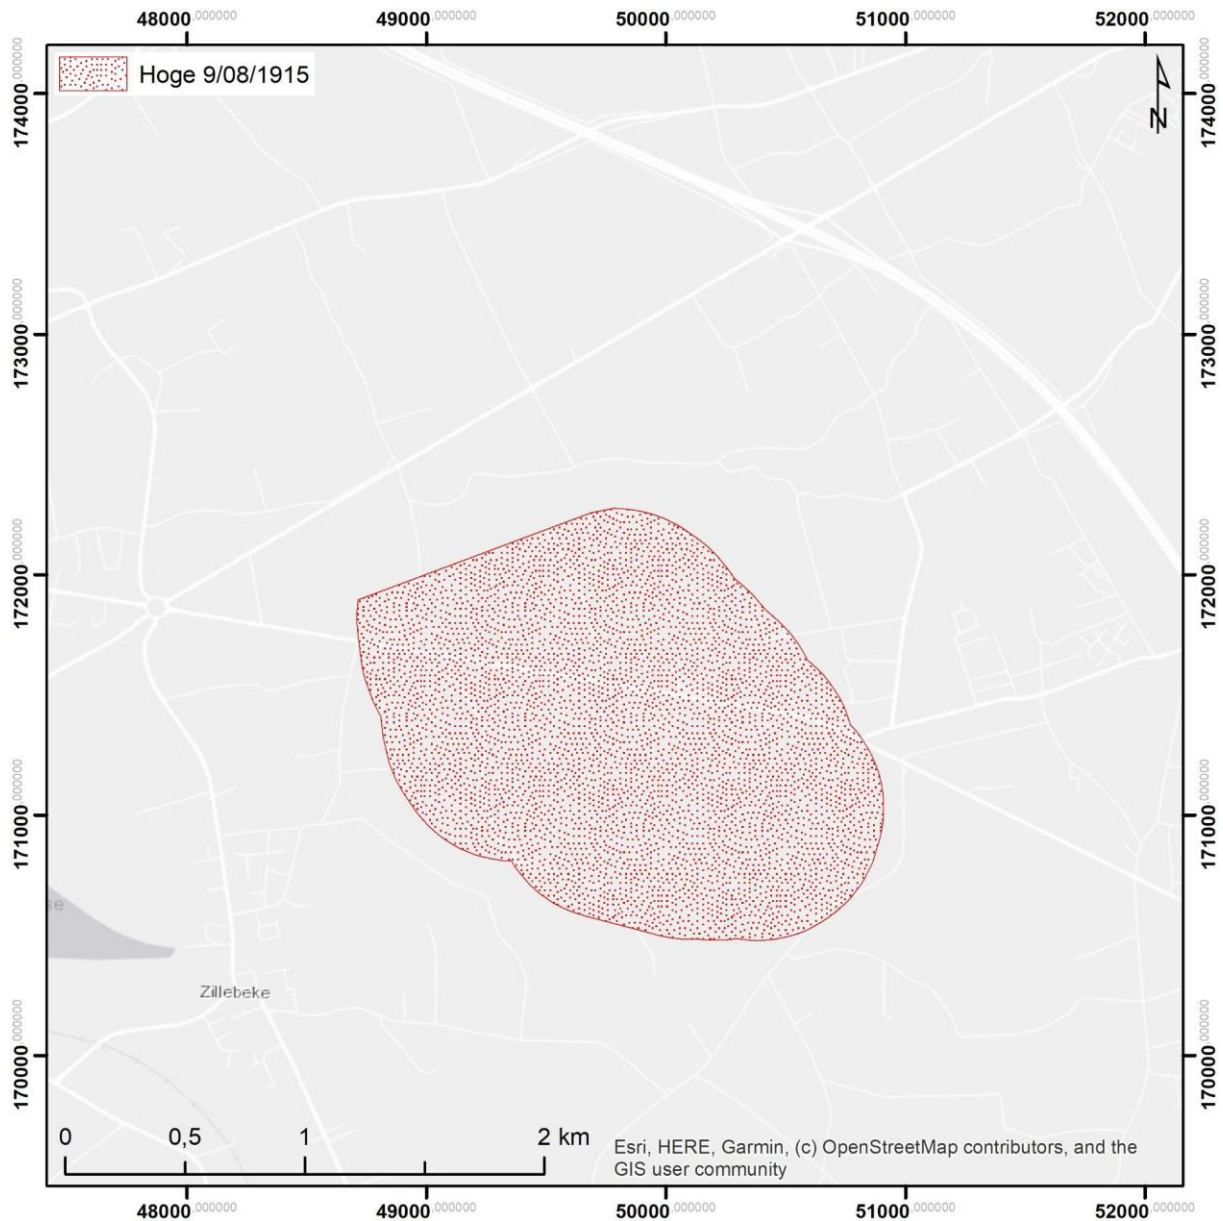 48000,000000 49000,000000 50000,000000 51000,000000 52000,000000
Hoge 9/08/1915
N
174000,000000 174000,000000
173000,000000 173000,000000
172000,000000 172000,000000
171000,000000 171000,000000
se
Zillebeke
170000,000000 170000,000000
0 0,5 1 2 km
Esri, HERE, Garmin, (c) OpenStreetMap contributors, and the
GIS user community
48000,000000 49000,000000 50000,000000 51000,000000 52000,000000